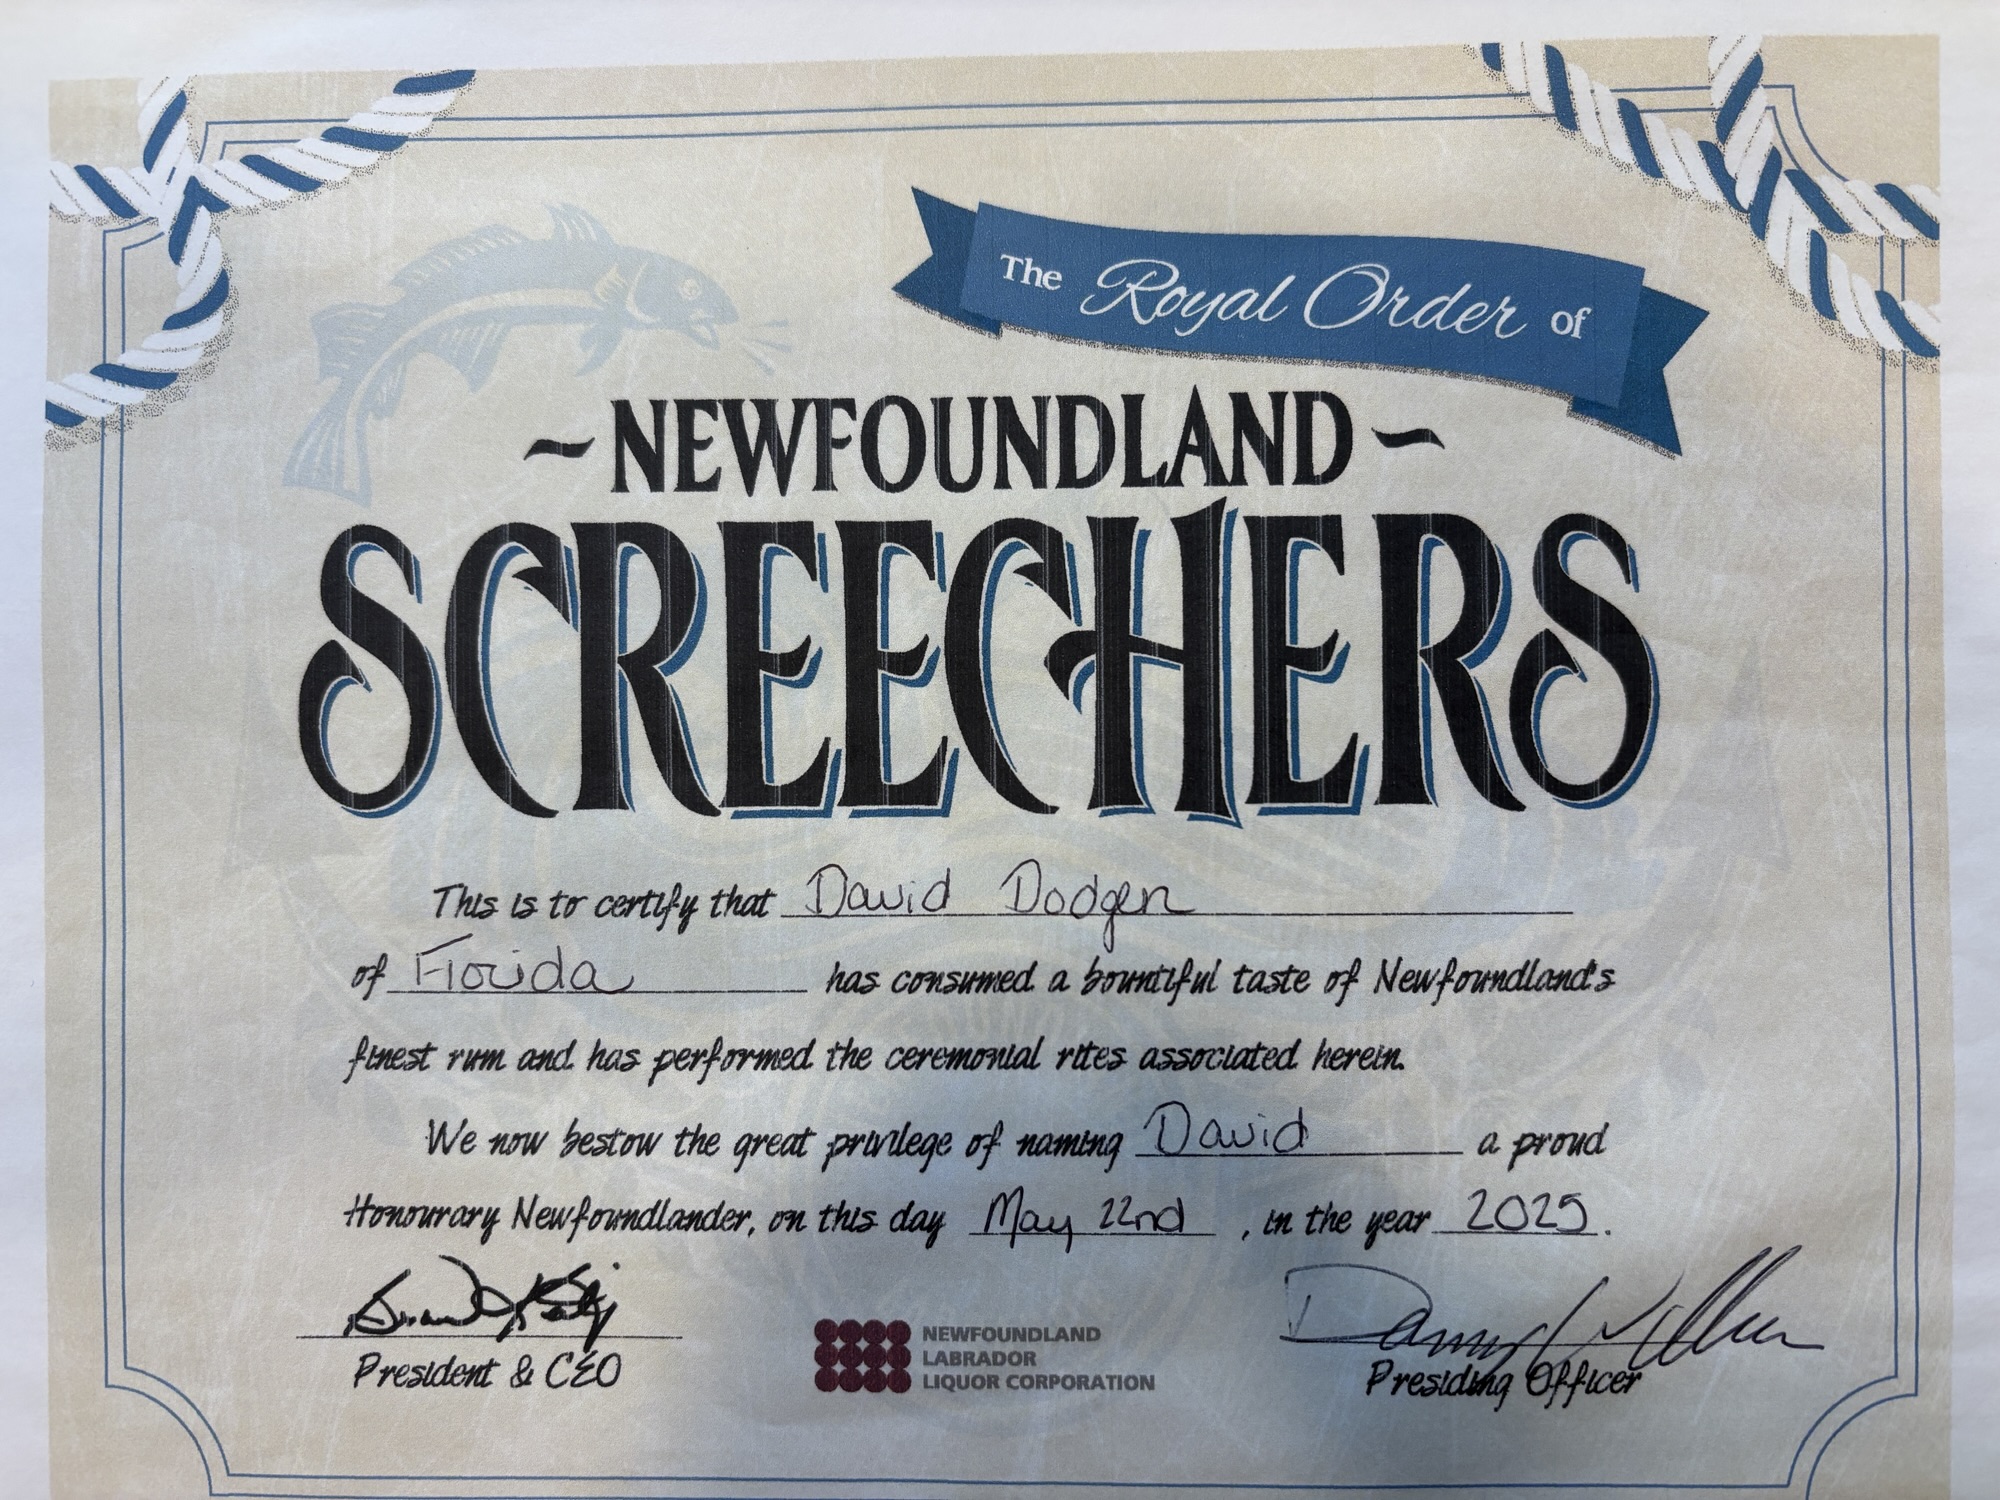 The Royal Order of
~ NEWFOUNDLAND ~
SCREECHERS
This is to certify that David Dodgen
of Florida has consumed a bountiful taste of Newfoundland's
finest rum and has performed the ceremonial rites associated herein.
We now bestow the great privilege of naming David a proud
Honourary Newfoundlander, on this day May 22nd, in the year 2025.
President & CEO
NEWFOUNDLAND
LABRADOR
LIQUOR CORPORATION
Presiding Officer